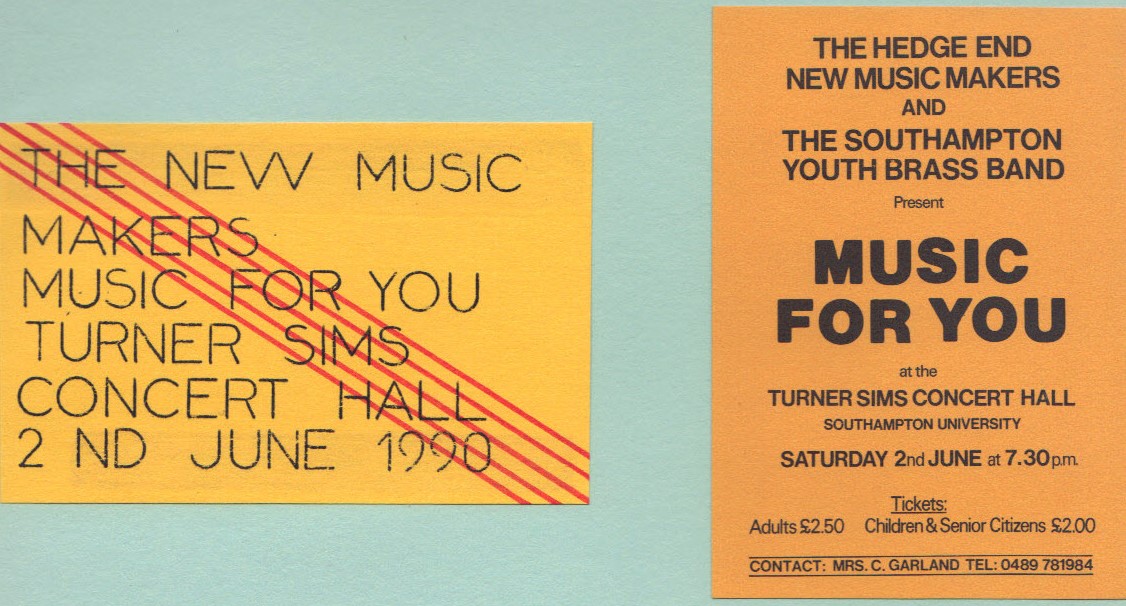 THE NEW MUSIC
MAKERS
MUSIC FOR YOU
TURNER SIMS
CONCERT HALL
2 ND JUNE 1990
THE HEDGE END
NEW MUSIC MAKERS
AND
THE SOUTHAMPTON
YOUTH BRASS BAND
Present
MUSIC
FOR YOU
at the
TURNER SIMS CONCERT HALL
SOUTHAMPTON UNIVERSITY
SATURDAY 2nd JUNE at 7.30p.m.
Tickets:
Adults £2.50 Children & Senior Citizens £2.00
CONTACT: MRS. C. GARLAND TEL: 0489 781984